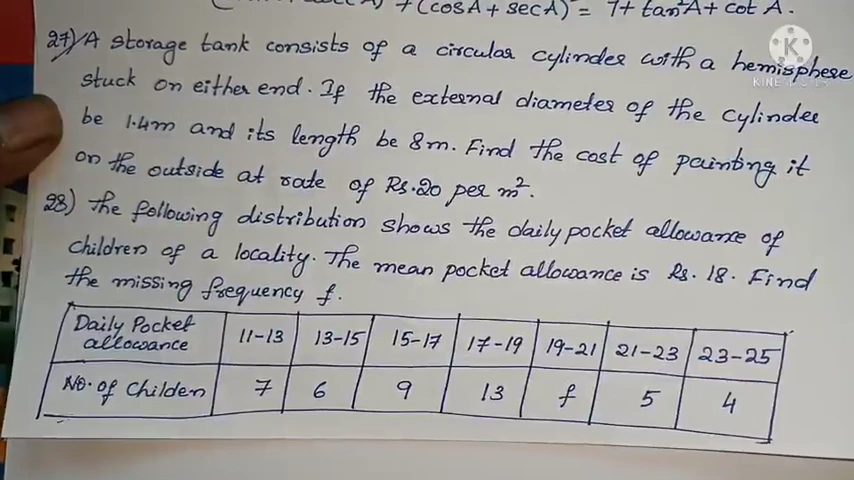 A) + (cosA + secA)² = 7 + tan²A + cot A.
27) A storage tank consists of a circular cylinder with a hemisphere
stuck on either end. If the external diameter of the cylinder
be 1.4m and its length be 8m. Find the cost of painting it
on the outside at rate of Rs.20 per m².
28) The following distribution shows the daily pocket allowance of
children of a locality. The mean pocket allowance is Rs. 18. Find
the missing frequency f.
Daily Pocket allowance 11-13 13-15 15-17 17-19 19-21 21-23 23-25
No. of Childen 7 6 9 13 f 5 4
K
KINE